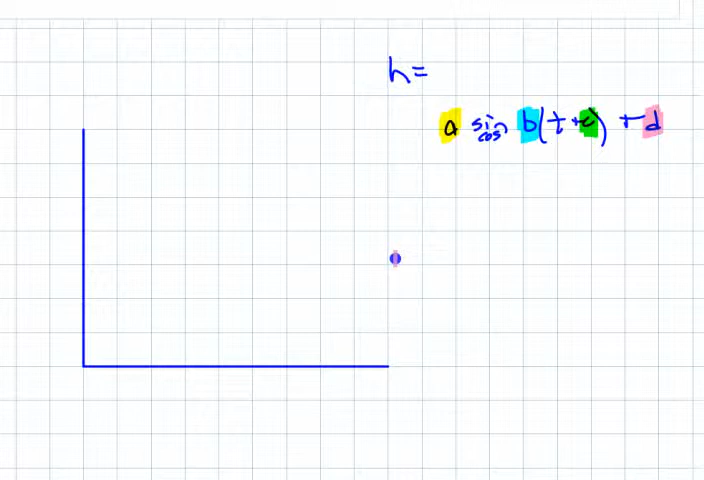 h=
a sin b(t+c) + d
cos